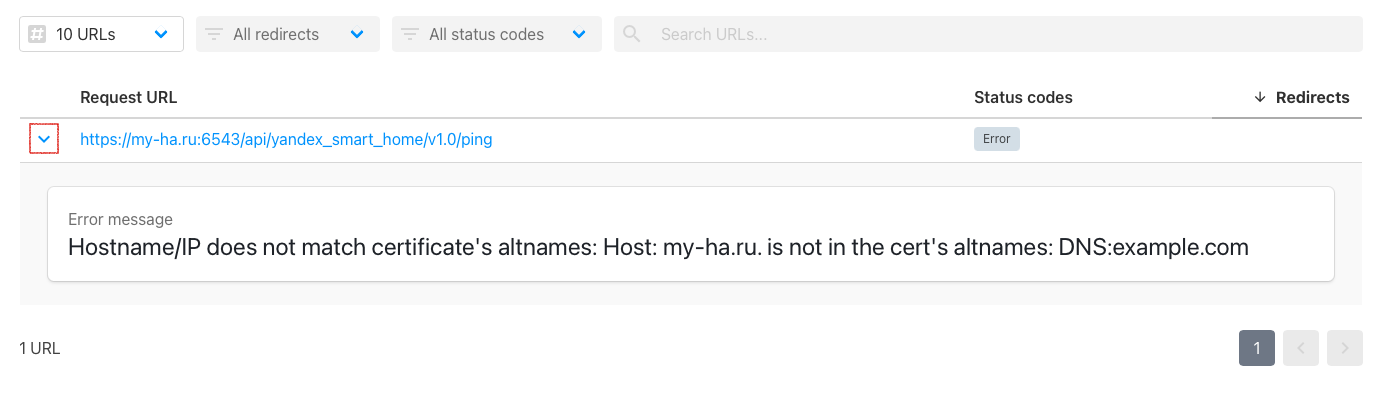 10 URLs All redirects All status codes Search URLs...
Request URL Status codes Redirects
https://my-ha.ru:6543/api/yandex_smart_home/v1.0/ping Error
Error message
Hostname/IP does not match certificate's altnames: Host: my-ha.ru. is not in the cert's altnames: DNS:example.com
1 URL 1